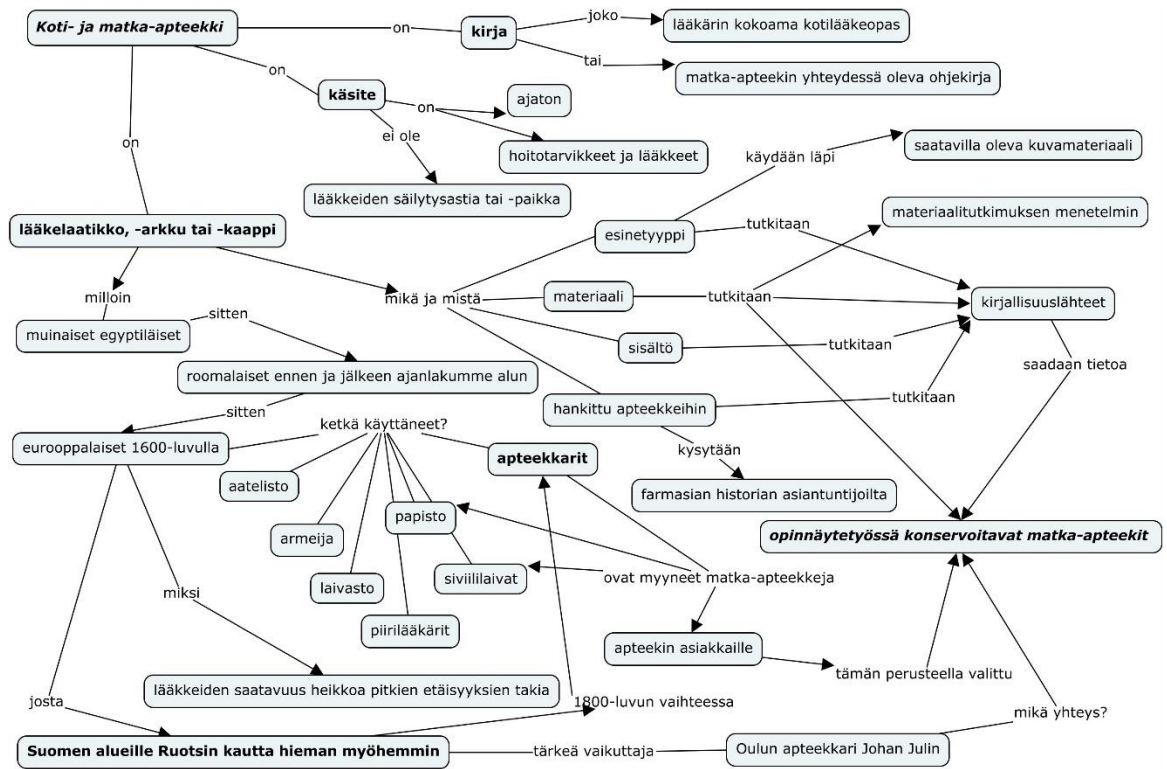 Koti- ja matka-apteekki
on
kirja
joko
lääkärin kokoama kotilääkeopas
tai
matka-apteekin yhteydessä oleva ohjekirja
on
käsite
on
ajaton
hoitotarvikkeet ja lääkkeet
ei ole
lääkkeiden säilytysastia tai -paikka
on
lääkelaatikko, -arkku tai -kaappi
milloin
muinaiset egyptiläiset
sitten
roomalaiset ennen ja jälkeen ajanlakumme alun
sitten
eurooppalaiset 1600-luvulla
mikä ja mistä
esinetyyppi
käydään läpi
saatavilla oleva kuvamateriaali
tutkitaan
materiaali
tutkitaan
materiaalitutkimuksen menetelmin
kirjallisuuslähteet
sisältö
tutkitaan
saadaan tietoa
hankittu apteekkeihin
tutkitaan
kysytään
farmasian historian asiantuntijoilta
opinnäytetyössä konservoitavat matka-apteekit
ketkä käyttäneet?
apteekkarit
aatelisto
papisto
armeija
siviililaivat
laivasto
piirilääkärit
ovat myyneet matka-apteekkeja
apteekin asiakkaille
tämän perusteella valittu
miksi
lääkkeiden saatavuus heikkoa pitkien etäisyyksien takia
josta
1800-luvun vaihteessa
mikä yhteys?
Suomen alueille Ruotsin kautta hieman myöhemmin
tärkeä vaikuttaja
Oulun apteekkari Johan Julin